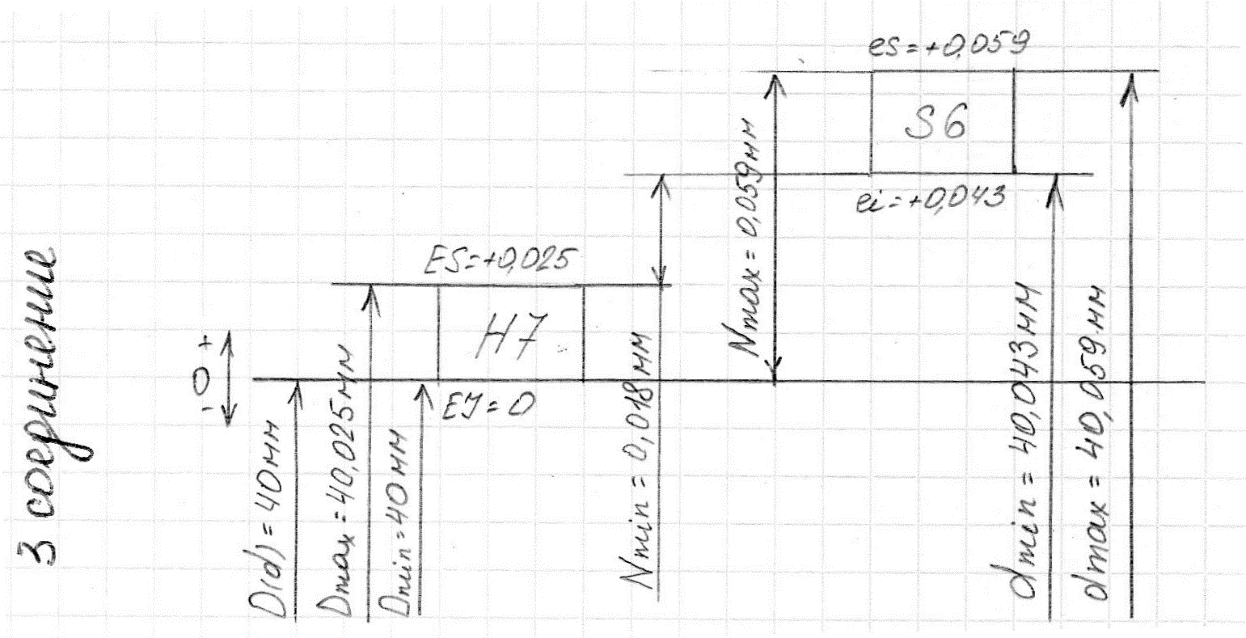 3 соединение
es=+0,059
S6
ei=+0,043
Nmax = 0,059мм
ES=+0,025
H7
EJ=0
+
0
-
D(d) = 40мм
Dmax = 40,025мм
Dmin = 40мм
Nmin = 0,018мм
dmin = 40,043мм
dmax = 40,059мм